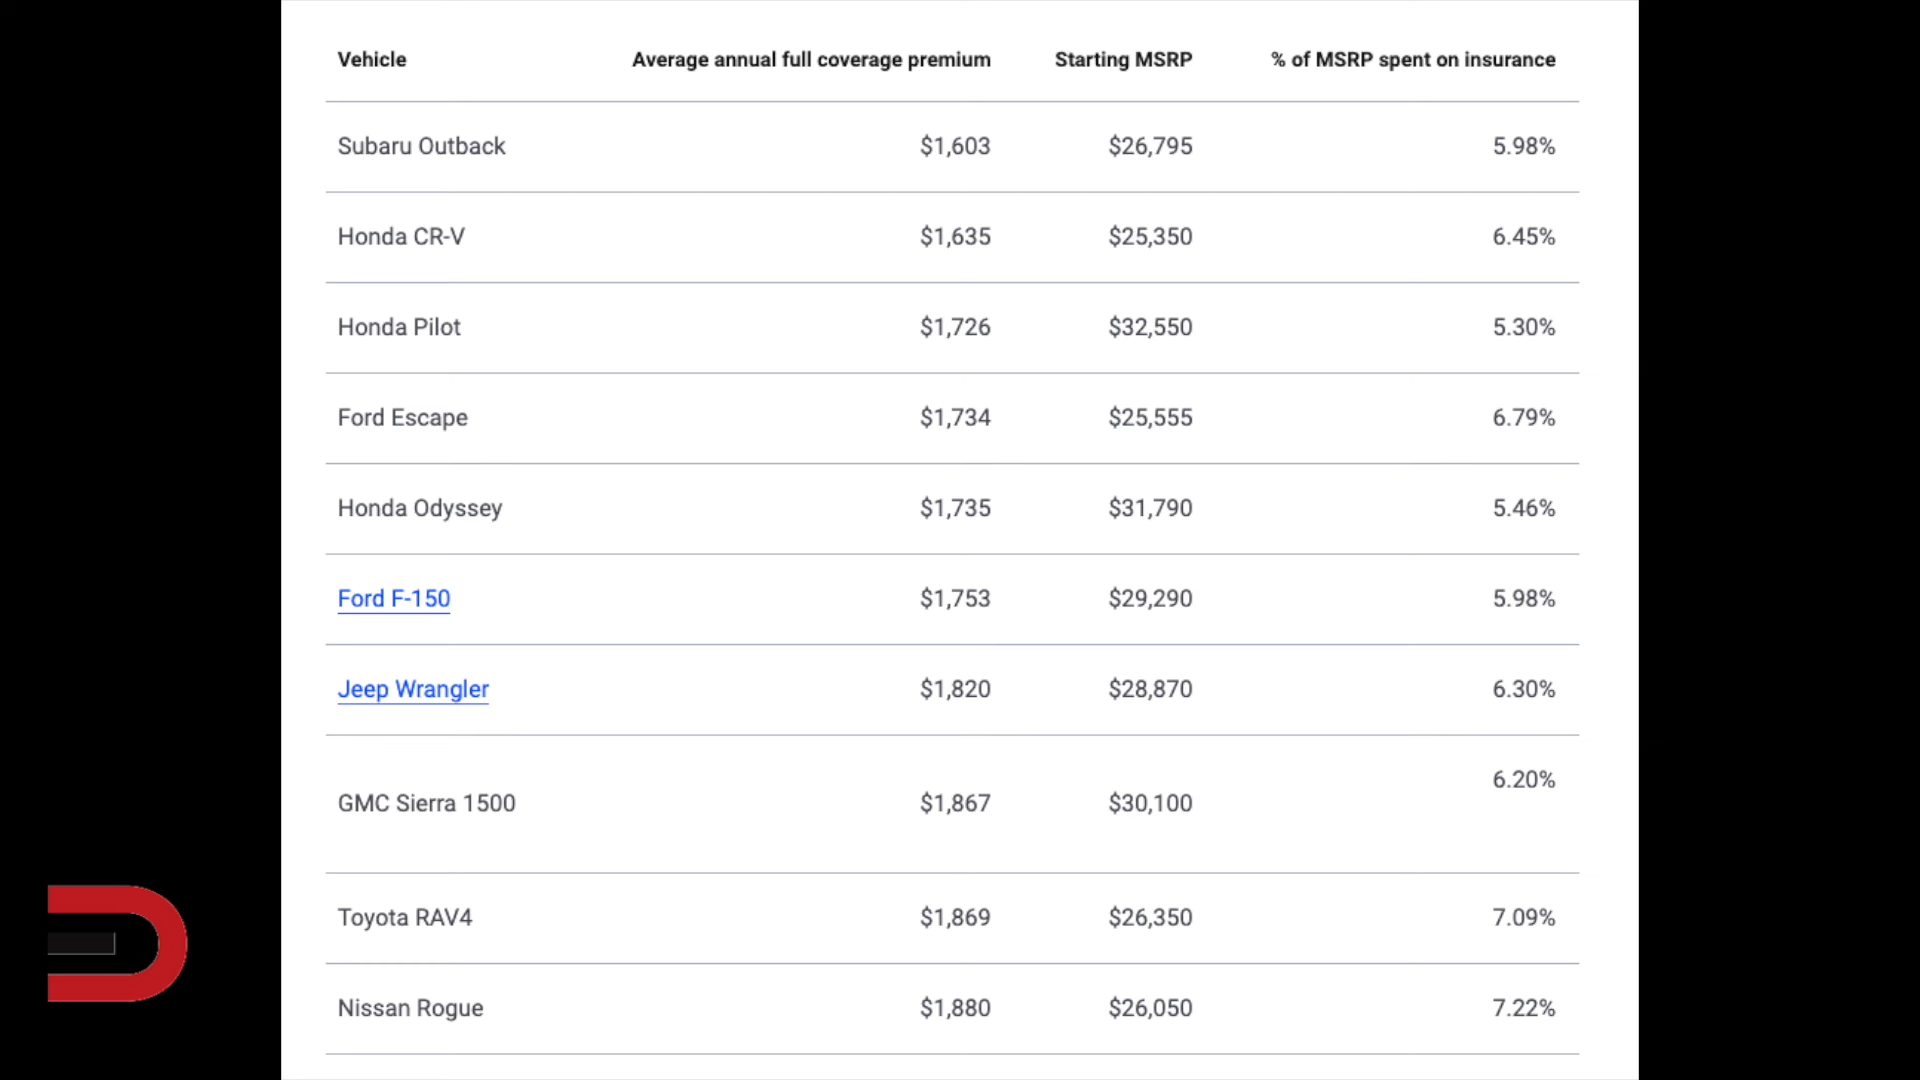 Vehicle Average annual full coverage premium Starting MSRP % of MSRP spent on insurance
Subaru Outback $1,603 $26,795 5.98%
Honda CR-V $1,635 $25,350 6.45%
Honda Pilot $1,726 $32,550 5.30%
Ford Escape $1,734 $25,555 6.79%
Honda Odyssey $1,735 $31,790 5.46%
Ford F-150 $1,753 $29,290 5.98%
Jeep Wrangler $1,820 $28,870 6.30%
GMC Sierra 1500 $1,867 $30,100 6.20%
Toyota RAV4 $1,869 $26,350 7.09%
Nissan Rogue $1,880 $26,050 7.22%